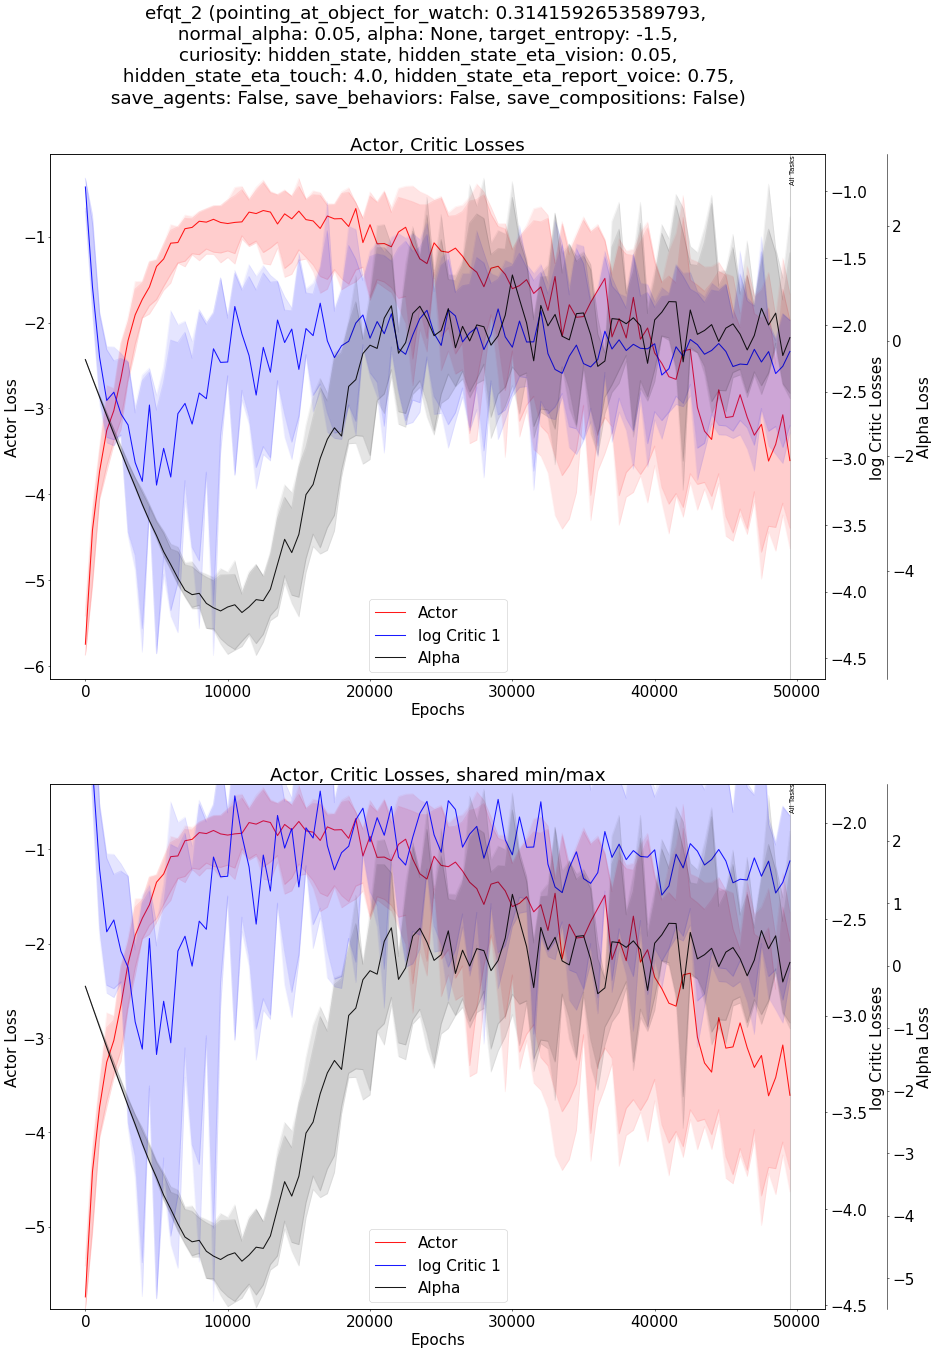 efqt_2 (pointing_at_object_for_watch: 0.3141592653589793,
normal_alpha: 0.05, alpha: None, target_entropy: -1.5,
curiosity: hidden_state, hidden_state_eta_vision: 0.05,
hidden_state_eta_touch: 4.0, hidden_state_eta_report_voice: 0.75,
save_agents: False, save_behaviors: False, save_compositions: False)
Actor, Critic Losses
All Tasks
−1
−2
−3
−4
−5
−6
Actor Loss
−1.0
−1.5
−2.0
−2.5
−3.0
−3.5
−4.0
−4.5
log Critic Losses
2
0
−2
−4
Alpha Loss
Actor
log Critic 1
Alpha
0 10000 20000 30000 40000 50000
Epochs
Actor, Critic Losses, shared min/max
All Tasks
−1
−2
−3
−4
−5
Actor Loss
−2.0
−2.5
−3.0
−3.5
−4.0
−4.5
log Critic Losses
2
1
0
−1
−2
−3
−4
−5
Alpha Loss
Actor
log Critic 1
Alpha
0 10000 20000 30000 40000 50000
Epochs